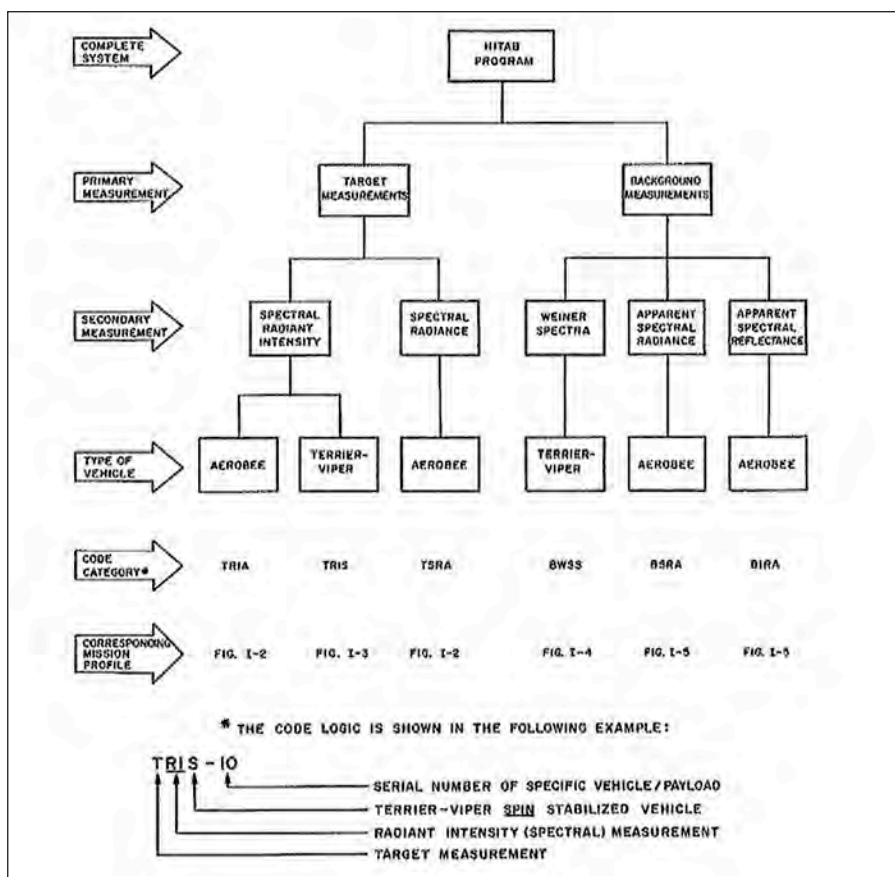 COMPLETE
SYSTEM
HITAB
PROGRAM
PRIMARY
MEASUREMENT
TARGET
MEASUREMENTS
BACKGROUND
MEASUREMENTS
SECONDARY
MEASUREMENT
SPECTRAL
RADIANT
INTENSITY
SPECTRAL
RADIANCE
WEINER
SPECTRA
APPARENT
SPECTRAL
RADIANCE
APPARENT
SPECTRAL
REFLECTANCE
TYPE OF
VEHICLE
AEROBEE
TERRIER-
VIPER
AEROBEE
TERRIER-
VIPER
AEROBEE
AEROBEE
CODE
CATEGORY*
TRIA
TRIS
TSRA
BWSS
BSRA
BIRA
CORRESPONDING
MISSION
PROFILE
FIG. I-2
FIG. I-3
FIG. I-2
FIG. I-4
FIG. I-5
FIG. I-5
* THE CODE LOGIC IS SHOWN IN THE FOLLOWING EXAMPLE:
TRIS-10
SERIAL NUMBER OF SPECIFIC VEHICLE/PAYLOAD
TERRIER-VIPER SPIN STABILIZED VEHICLE
RADIANT INTENSITY (SPECTRAL) MEASUREMENT
TARGET MEASUREMENT